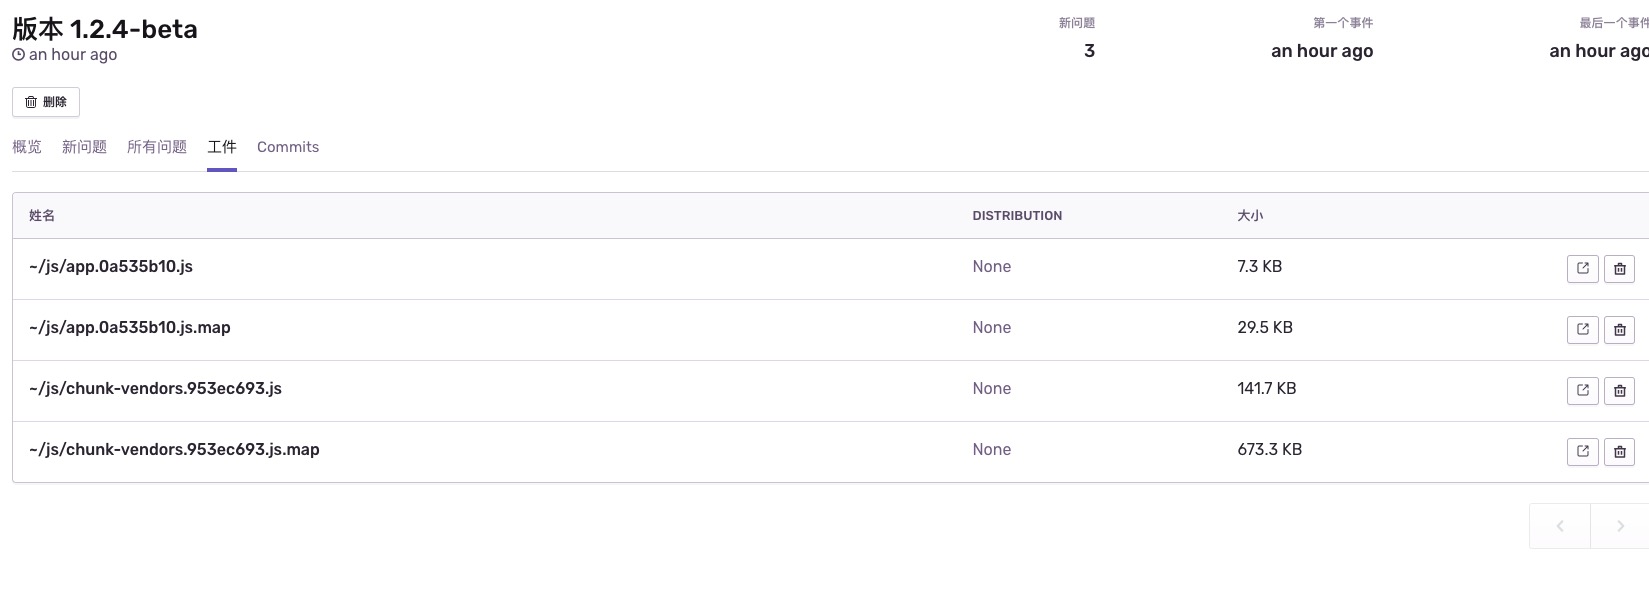 版本 1.2.4-beta
an hour ago
新问题
3
第一个事件
an hour ago
最后一个事件
an hour ago
删除
概览 新问题 所有问题 工件 Commits
姓名 DISTRIBUTION 大小
~/js/app.0a535b10.js None 7.3 KB
~/js/app.0a535b10.js.map None 29.5 KB
~/js/chunk-vendors.953ec693.js None 141.7 KB
~/js/chunk-vendors.953ec693.js.map None 673.3 KB